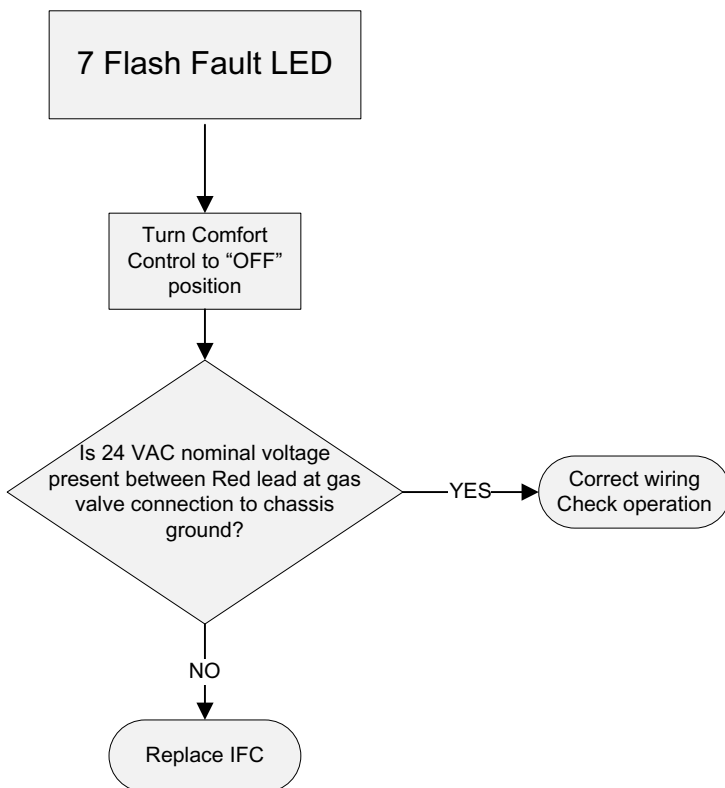 7 Flash Fault LED
Turn Comfort
Control to “OFF”
position
Is 24 VAC nominal voltage
present between Red lead at gas
valve connection to chassis
ground?
YES
Correct wiring
Check operation
NO
Replace IFC